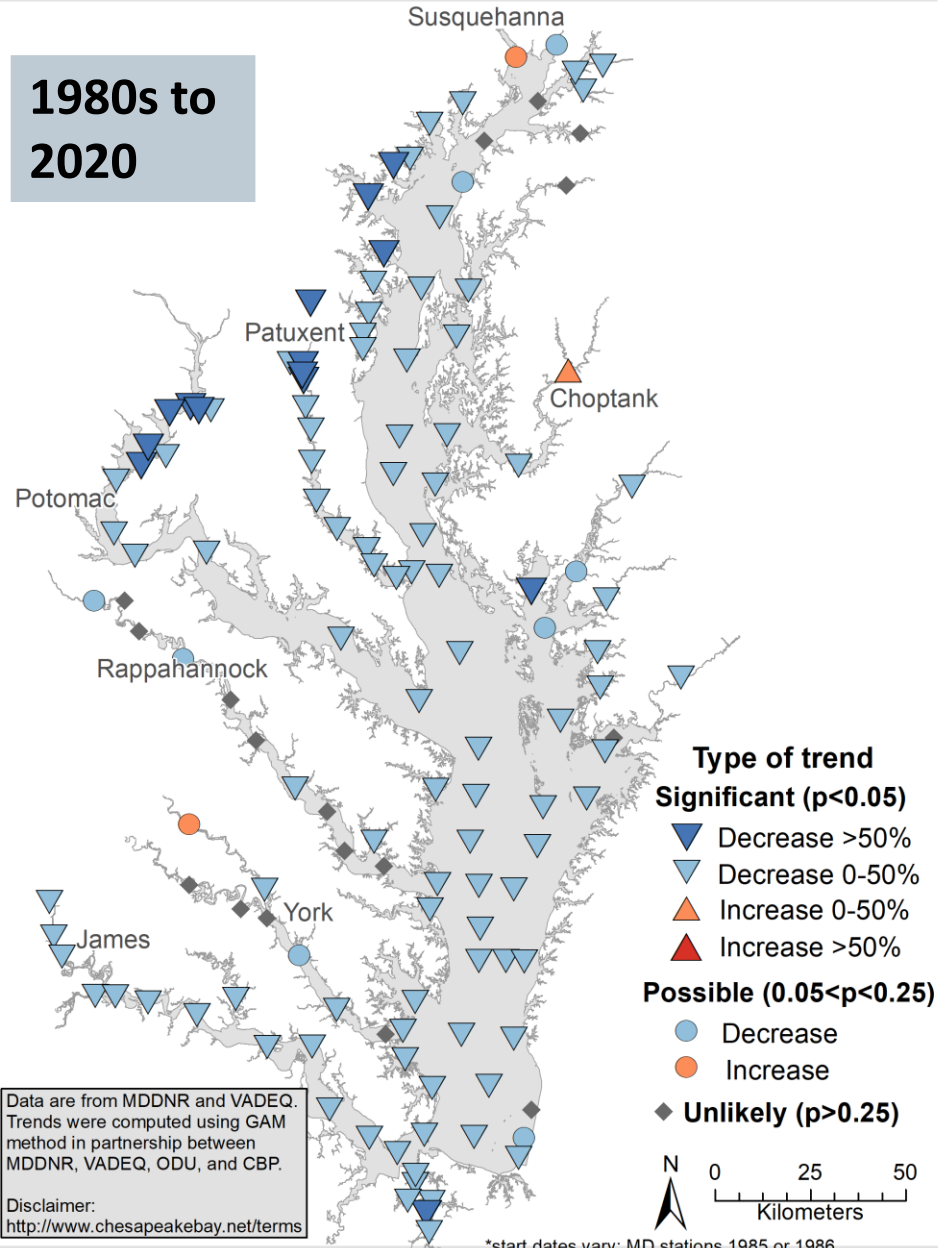 Susquehanna
1980s to
2020
Patuxent
Choptank
Potomac
Rappahannock
York
James
Type of trend
Significant (p<0.05)
Decrease >50%
Decrease 0-50%
Increase 0-50%
Increase >50%
Possible (0.05<p<0.25)
Decrease
Increase
Unlikely (p>0.25)
Data are from MDDNR and VADEQ.
Trends were computed using GAM
method in partnership between
MDDNR, VADEQ, ODU, and CBP.
Disclaimer:
http://www.chesapeakebay.net/terms
N
0 25 50
Kilometers
*start dates vary: MD stations 1985 or 1986